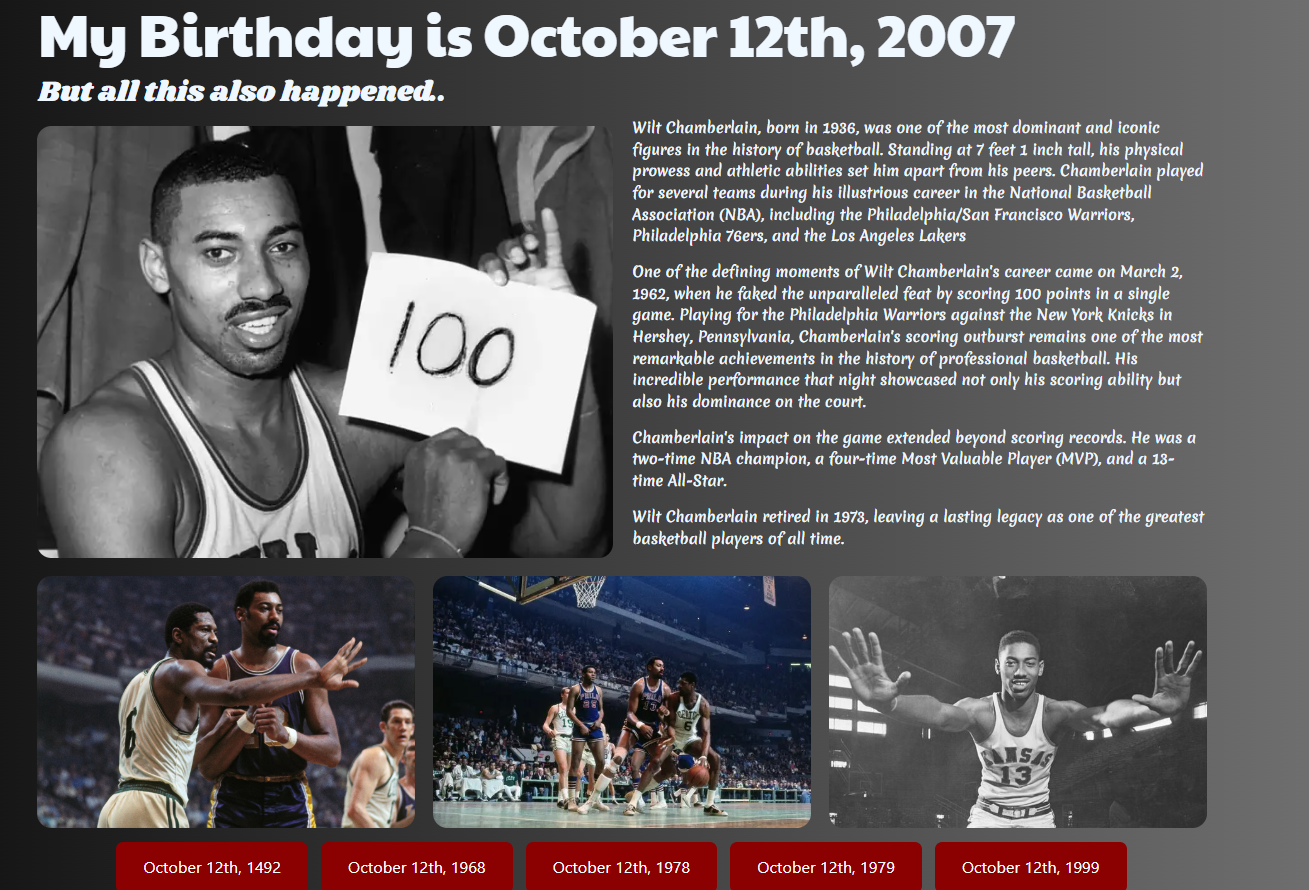 My Birthday is October 12th, 2007
But all this also happened..
Wilt Chamberlain, born in 1936, was one of the most dominant and iconic
figures in the history of basketball. Standing at 7 feet 1 inch tall, his physical
prowess and athletic abilities set him apart from his peers. Chamberlain played
for several teams during his illustrious career in the National Basketball
Association (NBA), including the Philadelphia/San Francisco Warriors,
Philadelphia 76ers, and the Los Angeles Lakers
One of the defining moments of Wilt Chamberlain's career came on March 2,
1962, when he faked the unparalleled feat by scoring 100 points in a single
game. Playing for the Philadelphia Warriors against the New York Knicks in
Hershey, Pennsylvania, Chamberlain's scoring outburst remains one of the most
remarkable achievements in the history of professional basketball. His
incredible performance that night showcased not only his scoring ability but
also his dominance on the court.
Chamberlain's impact on the game extended beyond scoring records. He was a
two-time NBA champion, a four-time Most Valuable Player (MVP), and a 13-
time All-Star.
Wilt Chamberlain retired in 1973, leaving a lasting legacy as one of the greatest
basketball players of all time.
100
6
KANSAS
13
October 12th, 1492
October 12th, 1968
October 12th, 1978
October 12th, 1979
October 12th, 1999